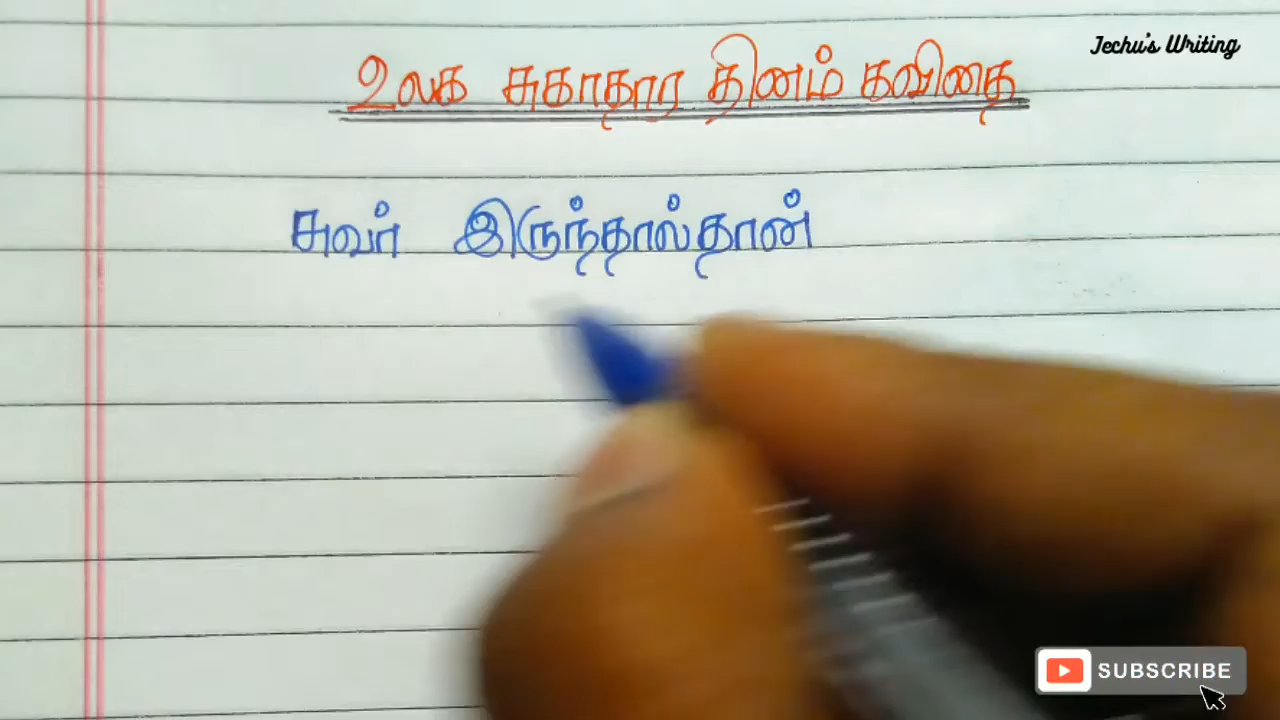 Jechu's Writing
உலக சுகாதார தினம் கவிதை
சுவர் இருந்தால்தான்
SUBSCRIBE